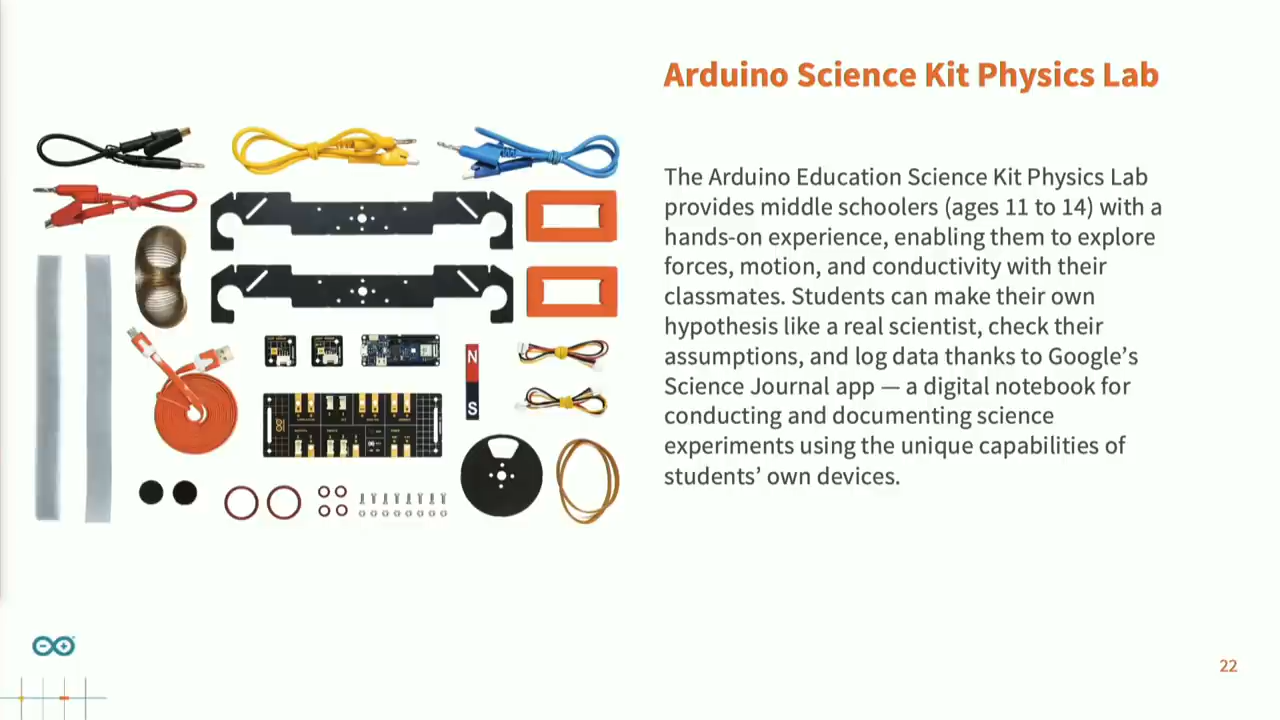 Arduino Science Kit Physics Lab
The Arduino Education Science Kit Physics Lab
provides middle schoolers (ages 11 to 14) with a
hands-on experience, enabling them to explore
forces, motion, and conductivity with their
classmates. Students can make their own
hypothesis like a real scientist, check their
assumptions, and log data thanks to Google’s
Science Journal app — a digital notebook for
conducting and documenting science
experiments using the unique capabilities of
students’ own devices.
N
S
22